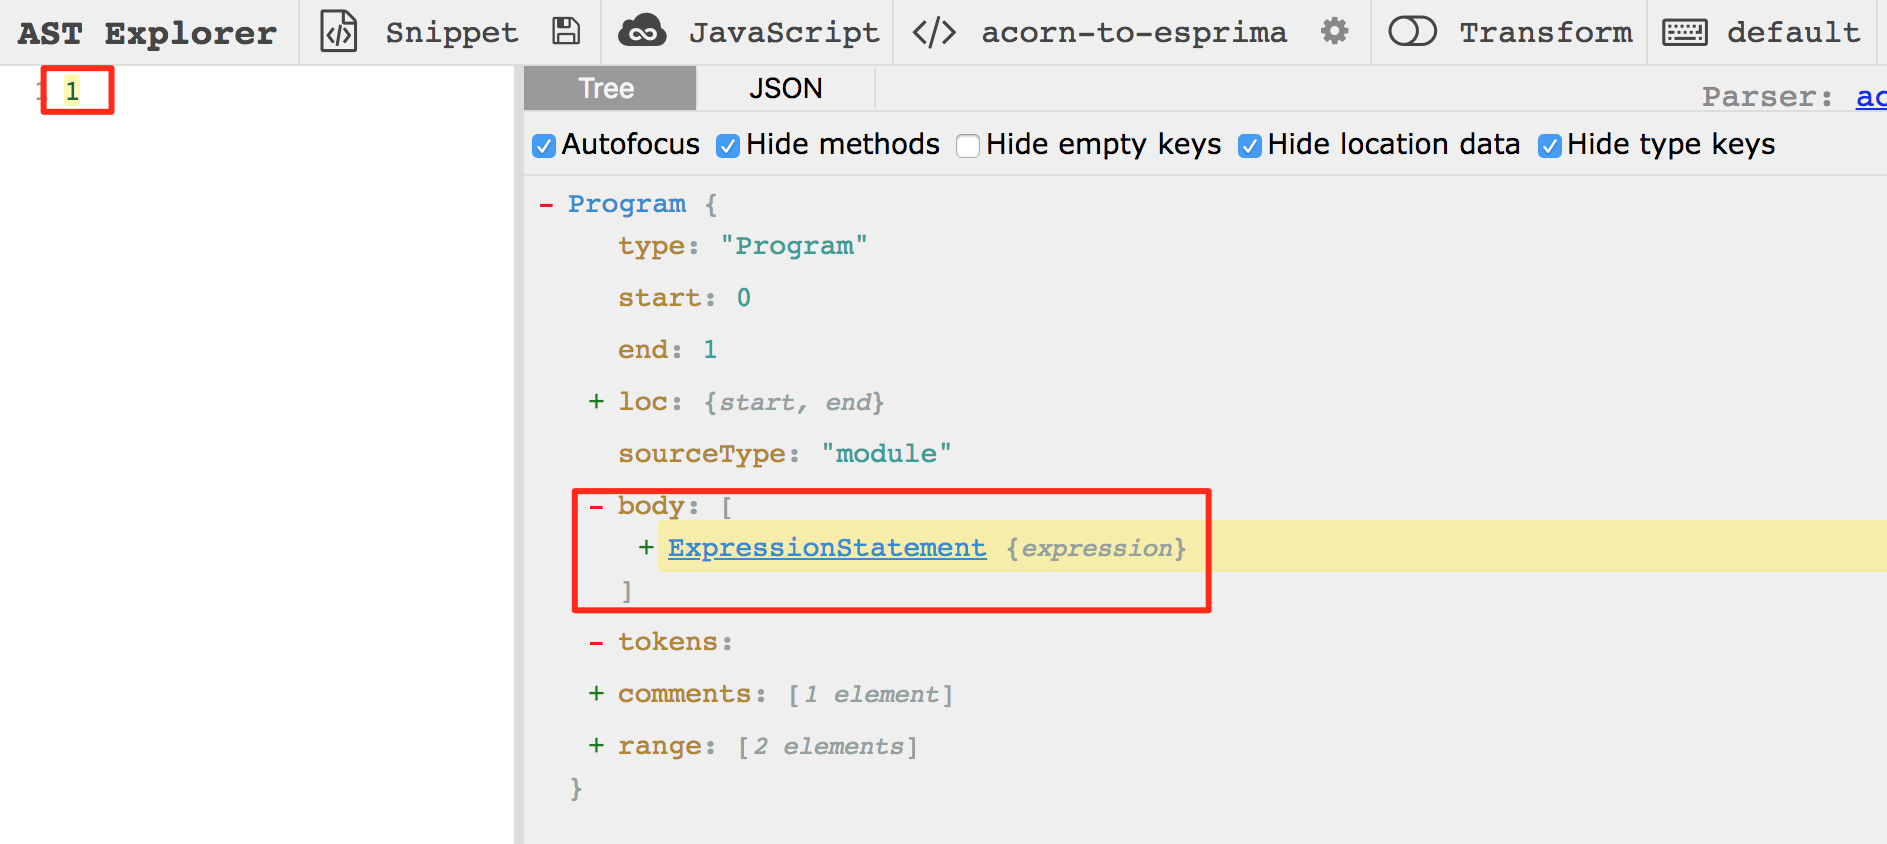 AST Explorer Snippet JavaScript </> acorn-to-esprima Transform default
1 1
Tree JSON Parser: ac
Autofocus Hide methods Hide empty keys Hide location data Hide type keys
- Program {
type: "Program"
start: 0
end: 1
+ loc: {start, end}
sourceType: "module"
- body: [
+ ExpressionStatement {expression}
]
- tokens:
+ comments: [1 element]
+ range: [2 elements]
}